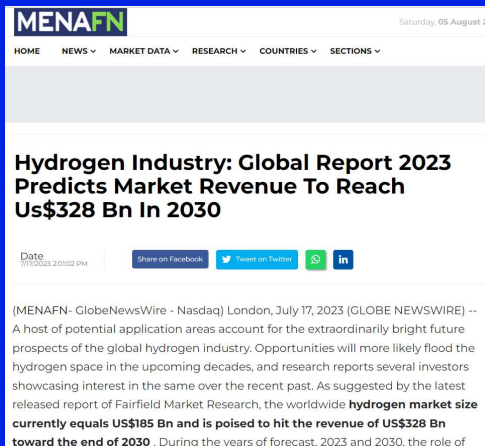 MENAFN
Saturday, 05 August 2
HOME NEWS MARKET DATA RESEARCH COUNTRIES SECTIONS
Hydrogen Industry: Global Report 2023
Predicts Market Revenue To Reach
Us$328 Bn In 2030
Date
7/17/2023 2:01:02 PM
Share on Facebook Tweet on Twitter in
(MENAFN- GlobeNewsWire - Nasdaq) London, July 17, 2023 (GLOBE NEWSWIRE) --
A host of potential application areas account for the extraordinarily bright future
prospects of the global hydrogen industry. Opportunities will more likely flood the
hydrogen space in the upcoming decades, and research reports several investors
showcasing interest in the same over the recent past. As suggested by the latest
released report of Fairfield Market Research, the worldwide hydrogen market size
currently equals US$185 Bn and is poised to hit the revenue of US$328 Bn
toward the end of 2030 . During the years of forecast, 2023 and 2030, the role of